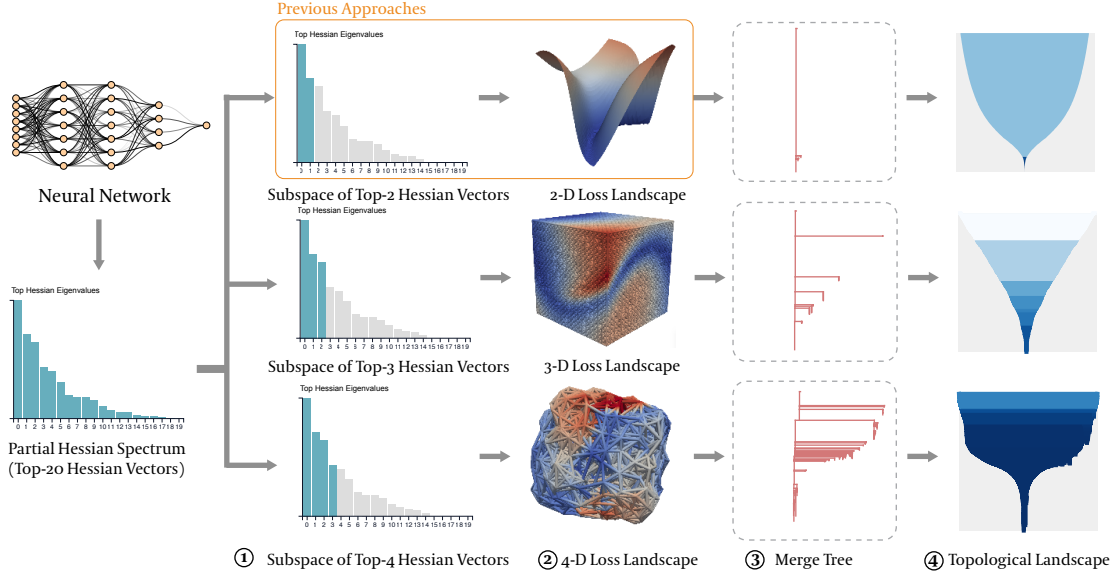 Previous Approaches
Top Hessian Eigenvalues
3 1 2 3 4 5 6 7 8 9 10 11 12 13 14 15 16 17 18 19
Neural Network
Subspace of Top-2 Hessian Vectors
2-D Loss Landscape
Top Hessian Eigenvalues
0 1 2 3 4 5 6 7 8 9 10 11 12 13 14 15 16 17 18 19
Subspace of Top-3 Hessian Vectors
3-D Loss Landscape
Top Hessian Eigenvalues
0 1 2 3 4 5 6 7 8 9 10 11 12 13 14 15 16 17 18 19
Partial Hessian Spectrum
(Top-20 Hessian Vectors)
Top Hessian Eigenvalues
0 1 2 3 4 5 6 7 8 9 10 11 12 13 14 15 16 17 18 19
① Subspace of Top-4 Hessian Vectors
② 4-D Loss Landscape
③ Merge Tree
④ Topological Landscape